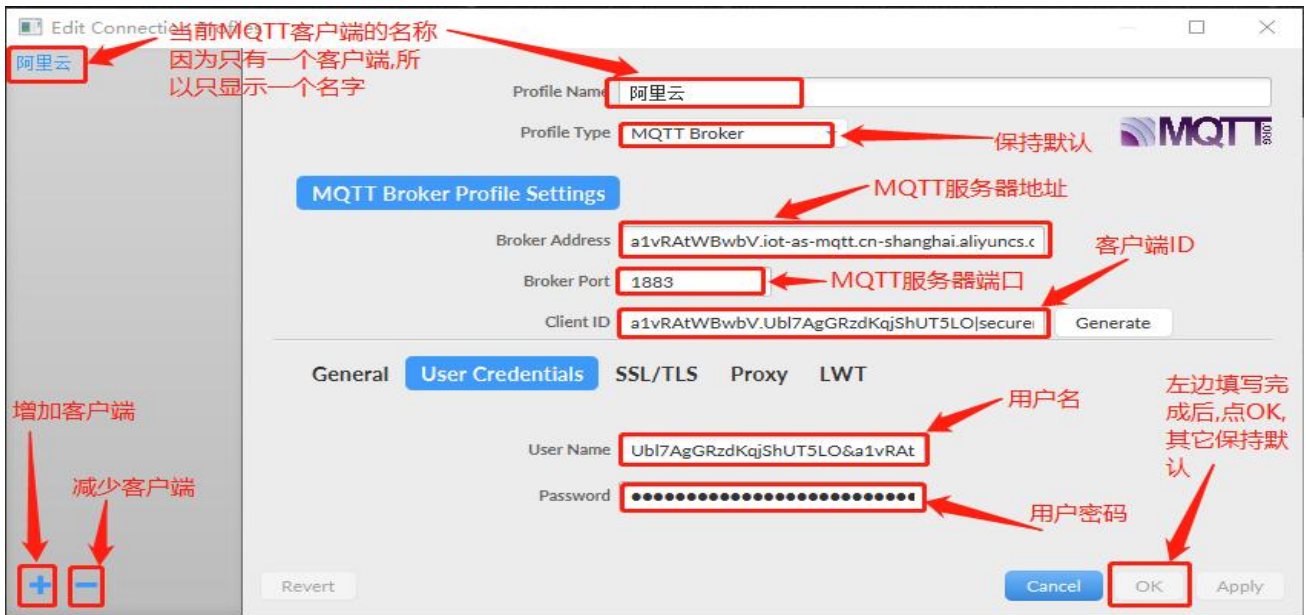 Edit Connection Profiles
当前MQTT客户端的名称
因为只有一个客户端,所
以只显示一个名字
阿里云
Profile Name
阿里云
Profile Type
MQTT Broker
保持默认
MQTT
.ORG
MQTT Broker Profile Settings
MQTT服务器地址
Broker Address
a1vRAtWBwbV.iot-as-mqtt.cn-shanghai.aliyuncs.c
客户端ID
Broker Port
1883
MQTT服务器端口
Client ID
a1vRAtWBwbV.Ubl7AgGRzdKqjShUT5LO|secure
Generate
General
User Credentials
SSL/TLS
Proxy
LWT
左边填写完
成后,点OK,
其它保持默
认
用户名
增加客户端
User Name
Ubl7AgGRzdKqjShUT5LO&a1vRAt
减少客户端
Password
用户密码
Revert
Cancel
OK
Apply